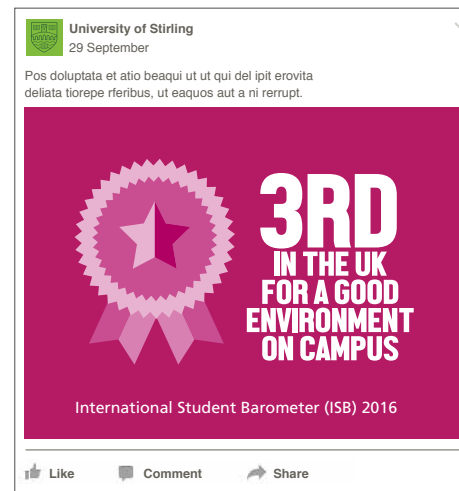 University of Stirling
29 September
Pos doluptata et atio beaqui ut ut qui del ipit erovita
deliata tiorepe rferibus, ut eaquos aut a ni rerrupt.
3RD
IN THE UK
FOR A GOOD
ENVIRONMENT
ON CAMPUS
International Student Barometer (ISB) 2016
Like Comment Share